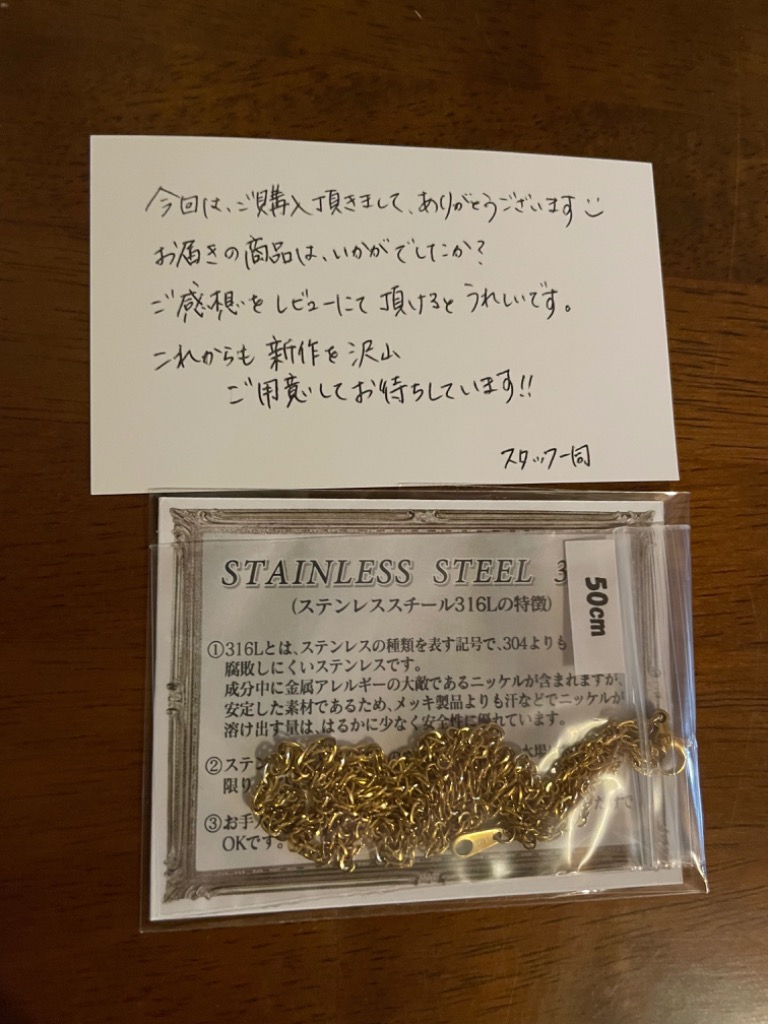 今回は、ご購入頂きまして、ありがとうございます
お届きの商品は、いかがでしたか?
ご感想をレビューにて頂けるとうれしいです。
これからも新作を沢山
ご用意してお待ちしています!!
スタッフ一同
STAINLESS STEEL 3
50cm
(ステンレススチール316Lの特徴)
①316Lとは、ステンレスの種類を表す記号で、304よりも
腐敗しにくいステンレスです。
成分中に金属アレルギーの大敵であるニッケルが含まれますが、
安定した素材であるため、メッキ製品よりも汗などでニッケルが
溶け出す量は、はるかに少なく安全性に優れています。
②ステン
限り
③お手
OKです。